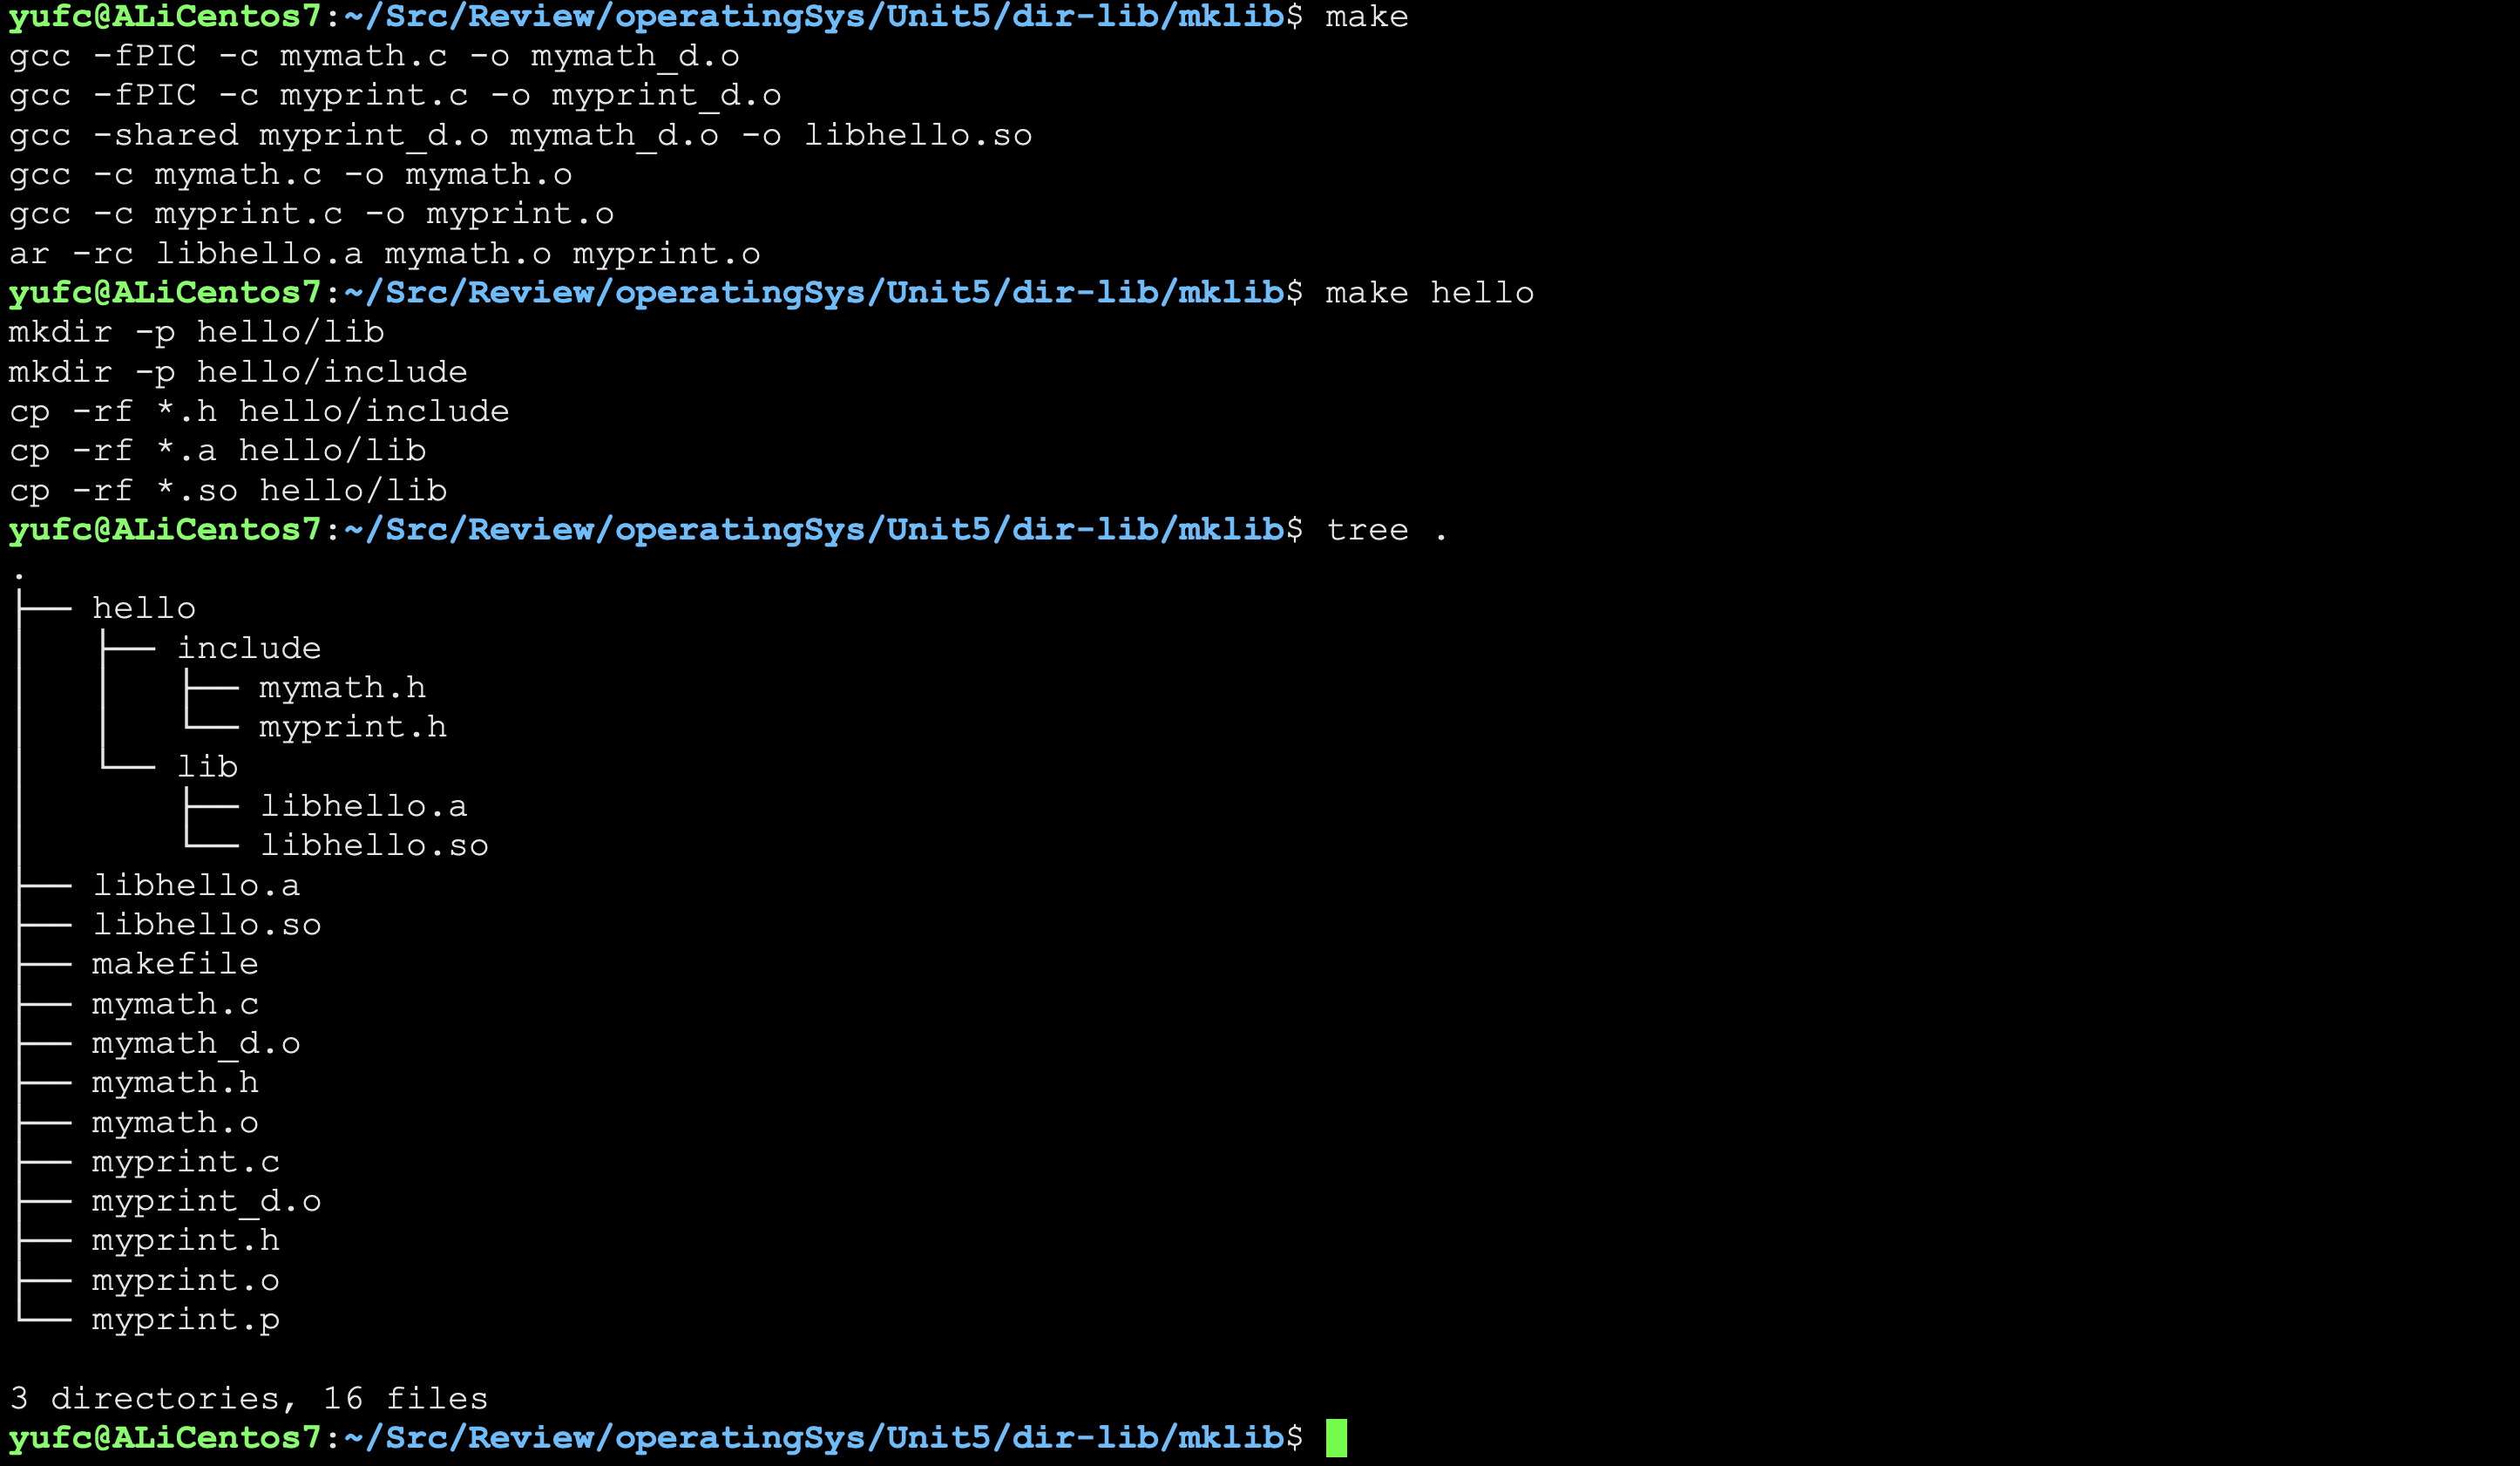 yufc@ALiCentos7:~/Src/Review/operatingSys/Unit5/dir-lib/mklib$ make
gcc -fPIC -c mymath.c -o mymath_d.o
gcc -fPIC -c myprint.c -o myprint_d.o
gcc -shared myprint_d.o mymath_d.o -o libhello.so
gcc -c mymath.c -o mymath.o
gcc -c myprint.c -o myprint.o
ar -rc libhello.a mymath.o myprint.o
yufc@ALiCentos7:~/Src/Review/operatingSys/Unit5/dir-lib/mklib$ make hello
mkdir -p hello/lib
mkdir -p hello/include
cp -rf *.h hello/include
cp -rf *.a hello/lib
cp -rf *.so hello/lib
yufc@ALiCentos7:~/Src/Review/operatingSys/Unit5/dir-lib/mklib$ tree .
.
├── hello
│   ├── include
│   │   ├── mymath.h
│   │   └── myprint.h
│   └── lib
│       ├── libhello.a
│       └── libhello.so
├── libhello.a
├── libhello.so
├── makefile
├── mymath.c
├── mymath_d.o
├── mymath.h
├── mymath.o
├── myprint.c
├── myprint_d.o
├── myprint.h
├── myprint.o
└── myprint.p
3 directories, 16 files
yufc@ALiCentos7:~/Src/Review/operatingSys/Unit5/dir-lib/mklib$